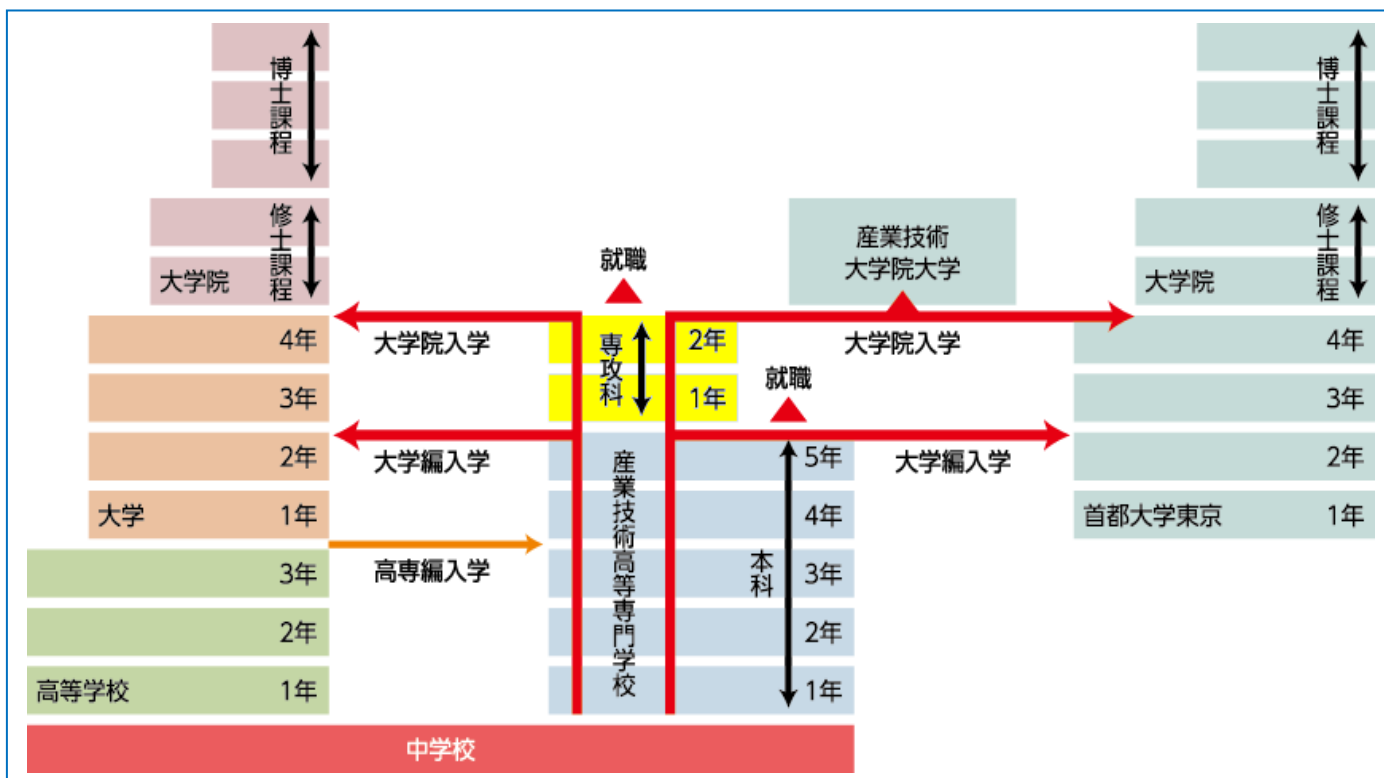 博士課程
博士課程
修士課程
大学院
就職
産業技術
大学院大学
修士課程
大学院
4年
大学院入学
専攻科
2年
大学院入学
4年
3年
1年
就職
3年
2年
大学編入学
産業技術高等専門学校
5年
大学編入学
2年
大学
1年
4年
首都大学東京
1年
3年
高専編入学
本科
3年
2年
2年
高等学校
1年
1年
中学校